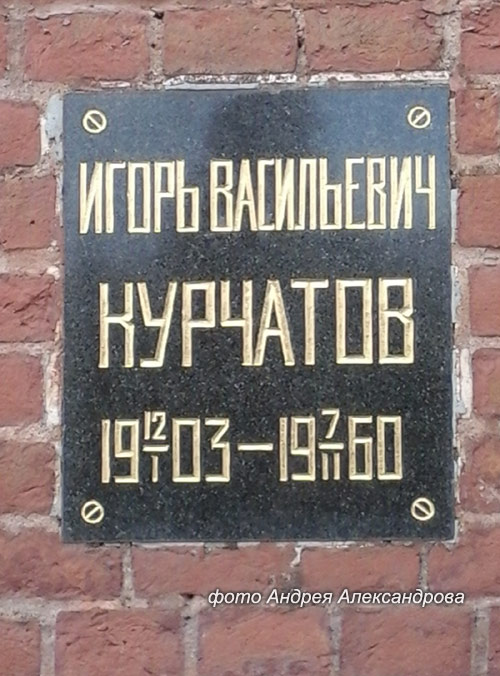 ИГОРЬ ВАСИЛЬЕВИЧ
КУРЧАТОВ
19 12/I 03 — 19 7/II 60
фото Андрея Александрова